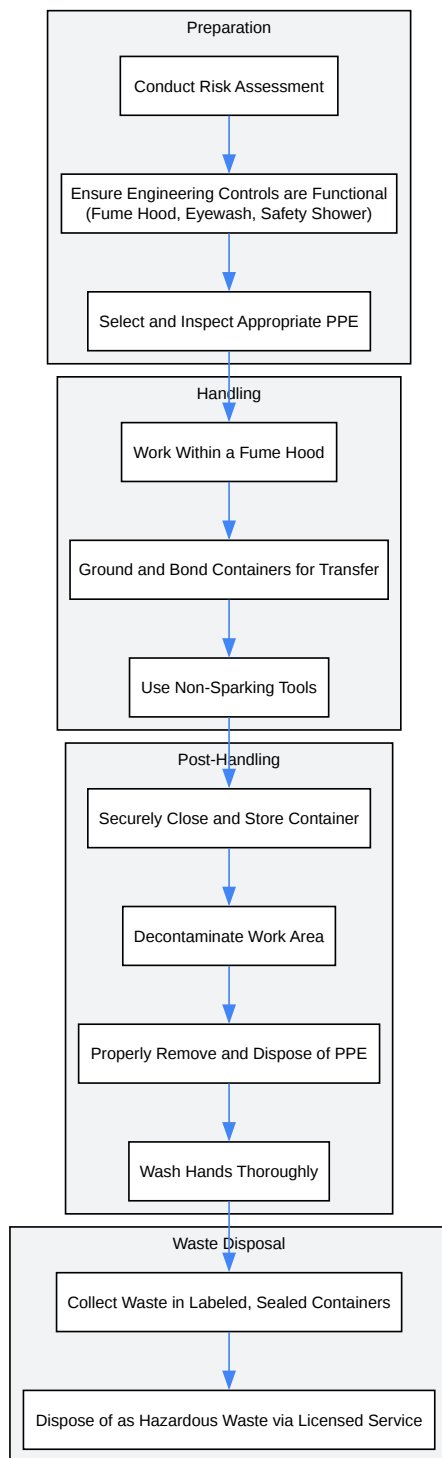 Preparation
Conduct Risk Assessment
Ensure Engineering Controls are Functional
(Fume Hood, Eyewash, Safety Shower)
Select and Inspect Appropriate PPE
Handling
Work Within a Fume Hood
Ground and Bond Containers for Transfer
Use Non-Sparking Tools
Post-Handling
Securely Close and Store Container
Decontaminate Work Area
Properly Remove and Dispose of PPE
Wash Hands Thoroughly
Waste Disposal
Collect Waste in Labeled, Sealed Containers
Dispose of as Hazardous Waste via Licensed Service